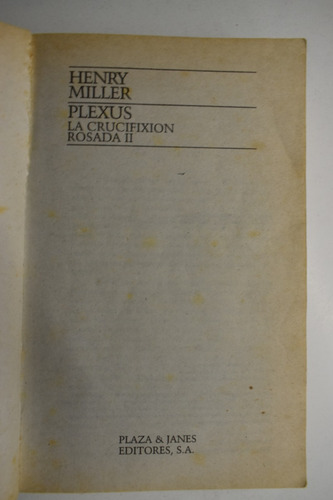 HENRY
MILLER
PLEXUS
LA CRUCIFIXION
ROSADA II
PLAZA & JANES
EDITORES, S.A.